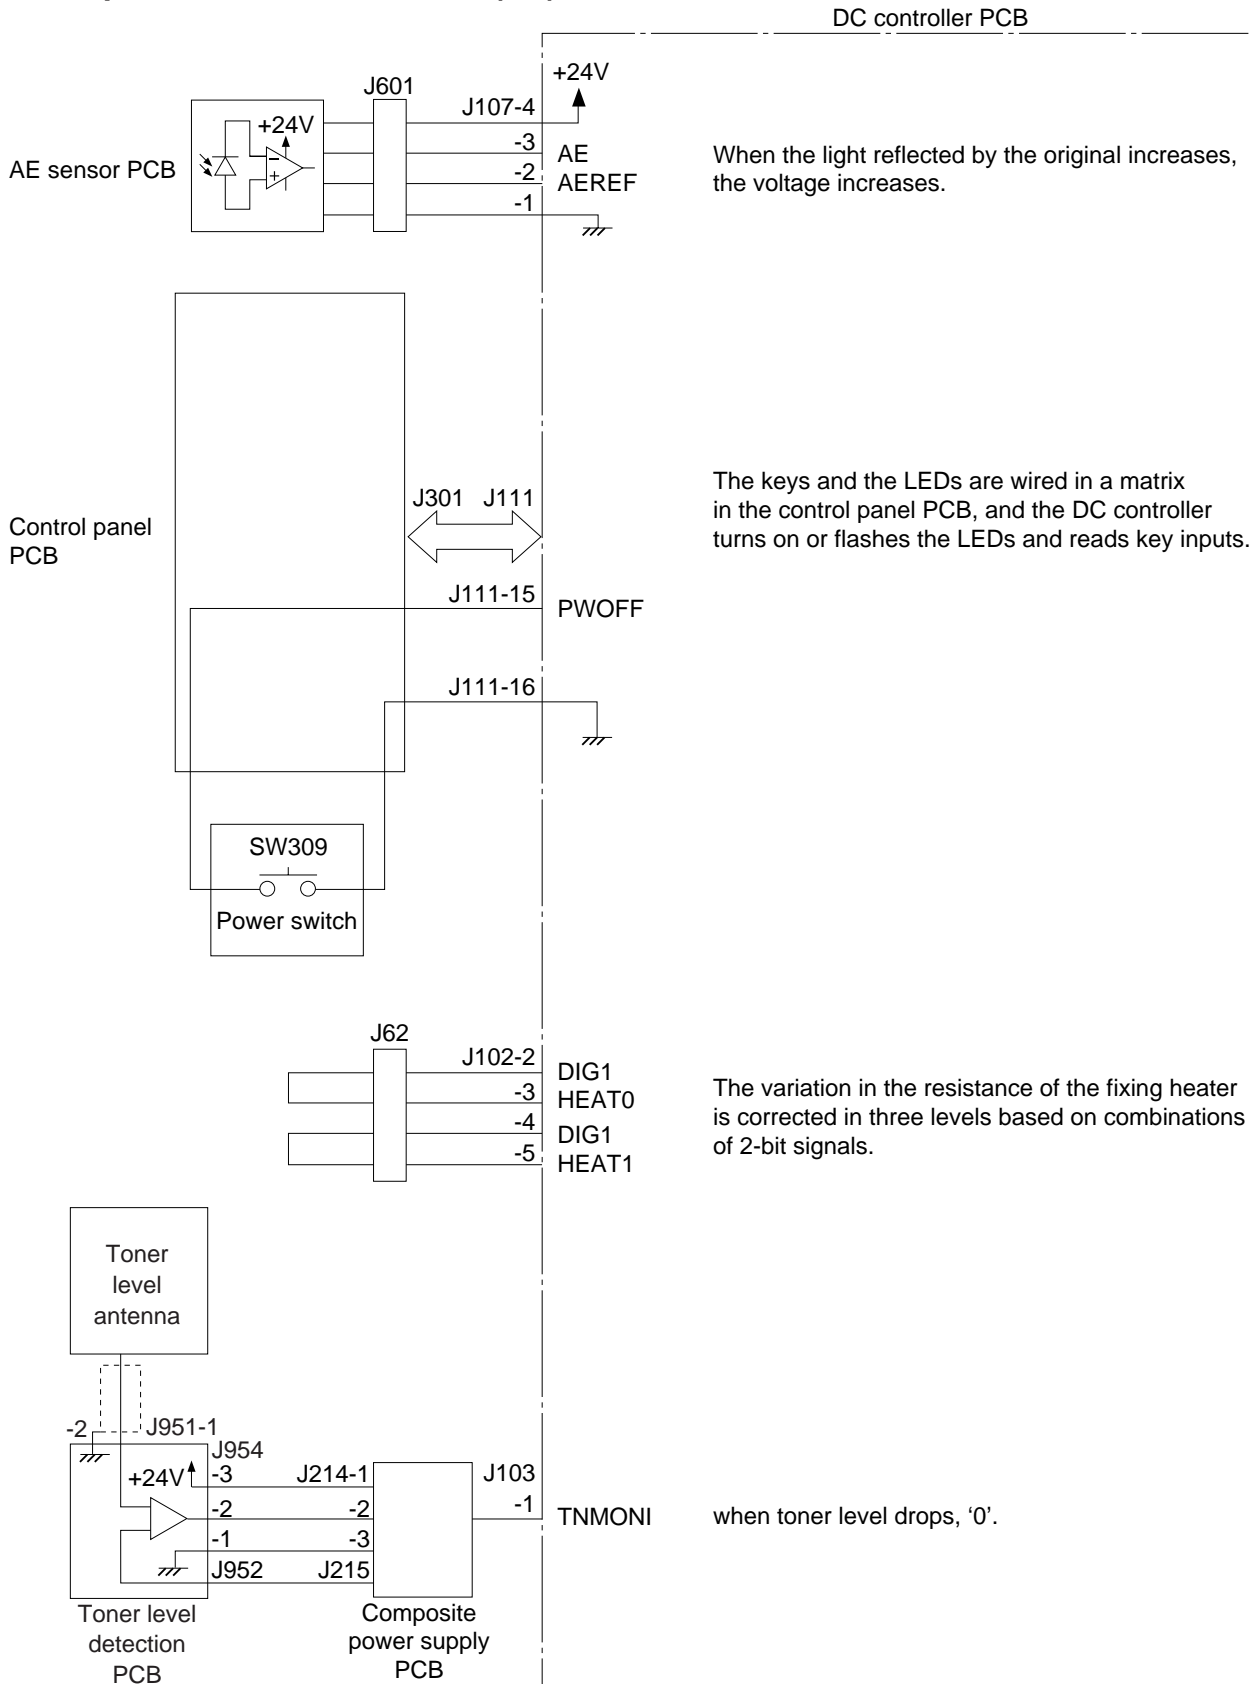 DC controller PCB
+24V
J601
J107-4
+24V
-3
AE
-2
AEREF
-1
AE sensor PCB
When the light reflected by the original increases,
the voltage increases.
J301 J111
Control panel
PCB
The keys and the LEDs are wired in a matrix
in the control panel PCB, and the DC controller
turns on or flashes the LEDs and reads key inputs.
J111-15
PWOFF
J111-16
SW309
Power switch
J62
J102-2
DIG1
-3
HEAT0
-4
DIG1
-5
HEAT1
The variation in the resistance of the fixing heater
is corrected in three levels based on combinations
of 2-bit signals.
Toner
level
antenna
-2
J951-1
J954
+24V
-3
J214-1
J103
-2
-2
-1
TNMONI
when toner level drops, ‘0’.
-1
-3
J952
J215
Toner level
detection
PCB
Composite
power supply
PCB